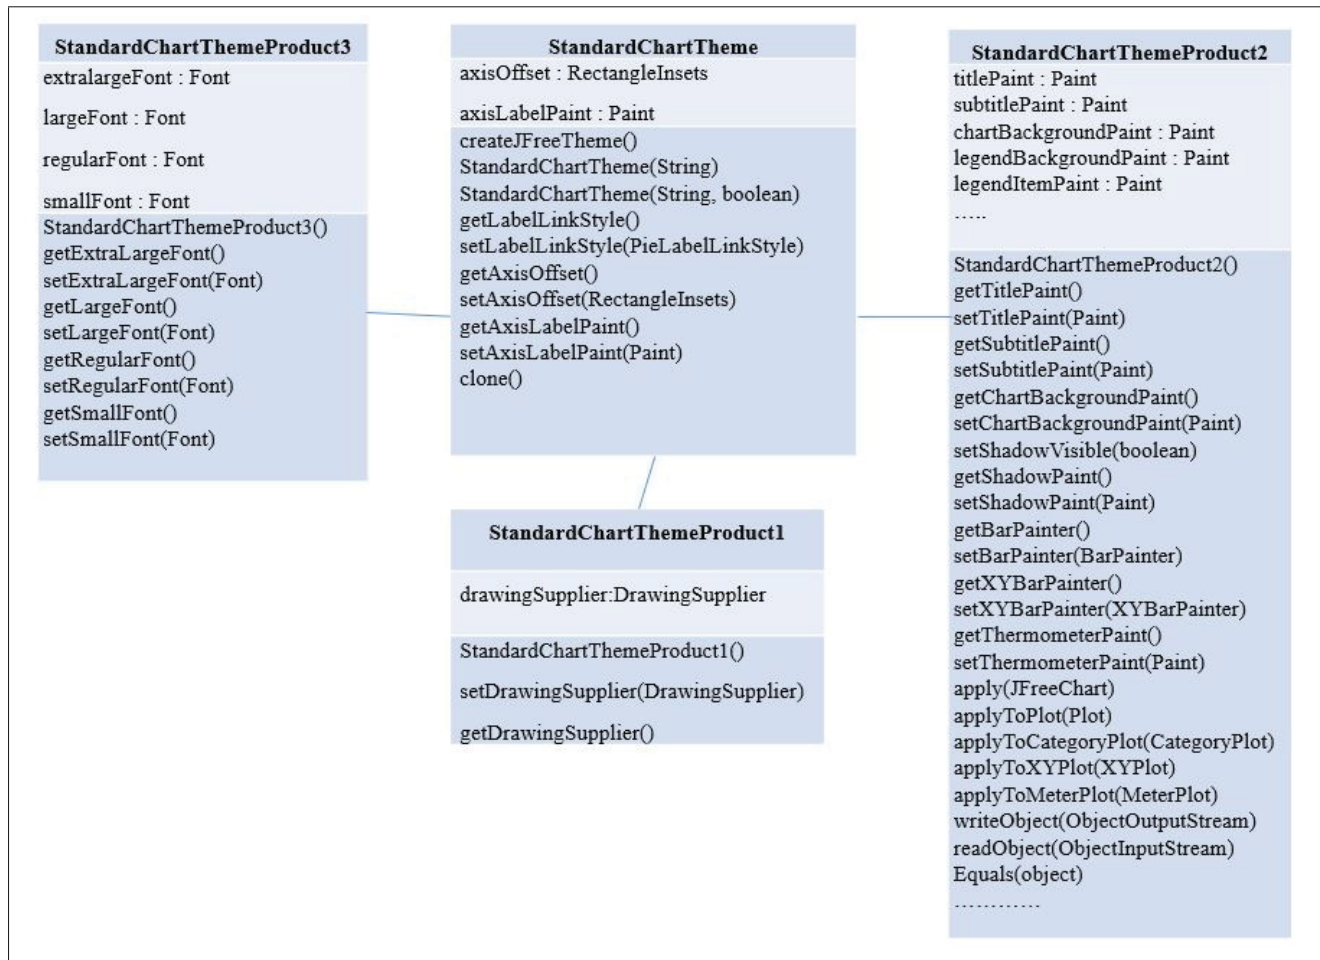 StandardChartThemeProduct3
extralargeFont : Font
largeFont : Font
regularFont : Font
smallFont : Font
StandardChartThemeProduct3()
getExtraLargeFont()
setExtraLargeFont(Font)
getLargeFont()
setLargeFont(Font)
getRegularFont()
setRegularFont(Font)
getSmallFont()
setSmallFont(Font)
StandardChartTheme
axisOffset : RectangleInsets
axisLabelPaint : Paint
createJFreeTheme()
StandardChartTheme(String)
StandardChartTheme(String, boolean)
getLabelLinkStyle()
setLabelLinkStyle(PieLabelLinkStyle)
getAxisOffset()
setAxisOffset(RectangleInsets)
getAxisLabelPaint()
setAxisLabelPaint(Paint)
clone()
StandardChartThemeProduct1
drawingSupplier:DrawingSupplier
StandardChartThemeProduct1()
setDrawingSupplier(DrawingSupplier)
getDrawingSupplier()
StandardChartThemeProduct2
titlePaint : Paint
subtitlePaint : Paint
chartBackgroundPaint : Paint
legendBackgroundPaint : Paint
legendItemPaint : Paint
…..
StandardChartThemeProduct2()
getTitlePaint()
setTitlePaint(Paint)
getSubtitlePaint()
setSubtitlePaint(Paint)
getChartBackgroundPaint()
setChartBackgroundPaint(Paint)
setShadowVisible(boolean)
getShadowPaint()
setShadowPaint(Paint)
getBarPainter()
setBarPainter(BarPainter)
getXYBarPainter()
setXYBarPainter(XYBarPainter)
getThermometerPaint()
setThermometerPaint(Paint)
apply(JFreeChart)
applyToPlot(Plot)
applyToCategoryPlot(CategoryPlot)
applyToXYPlot(XYPlot)
applyToMeterPlot(MeterPlot)
writeObject(ObjectOutputStream)
readObject(ObjectInputStream)
Equals(object)
…………